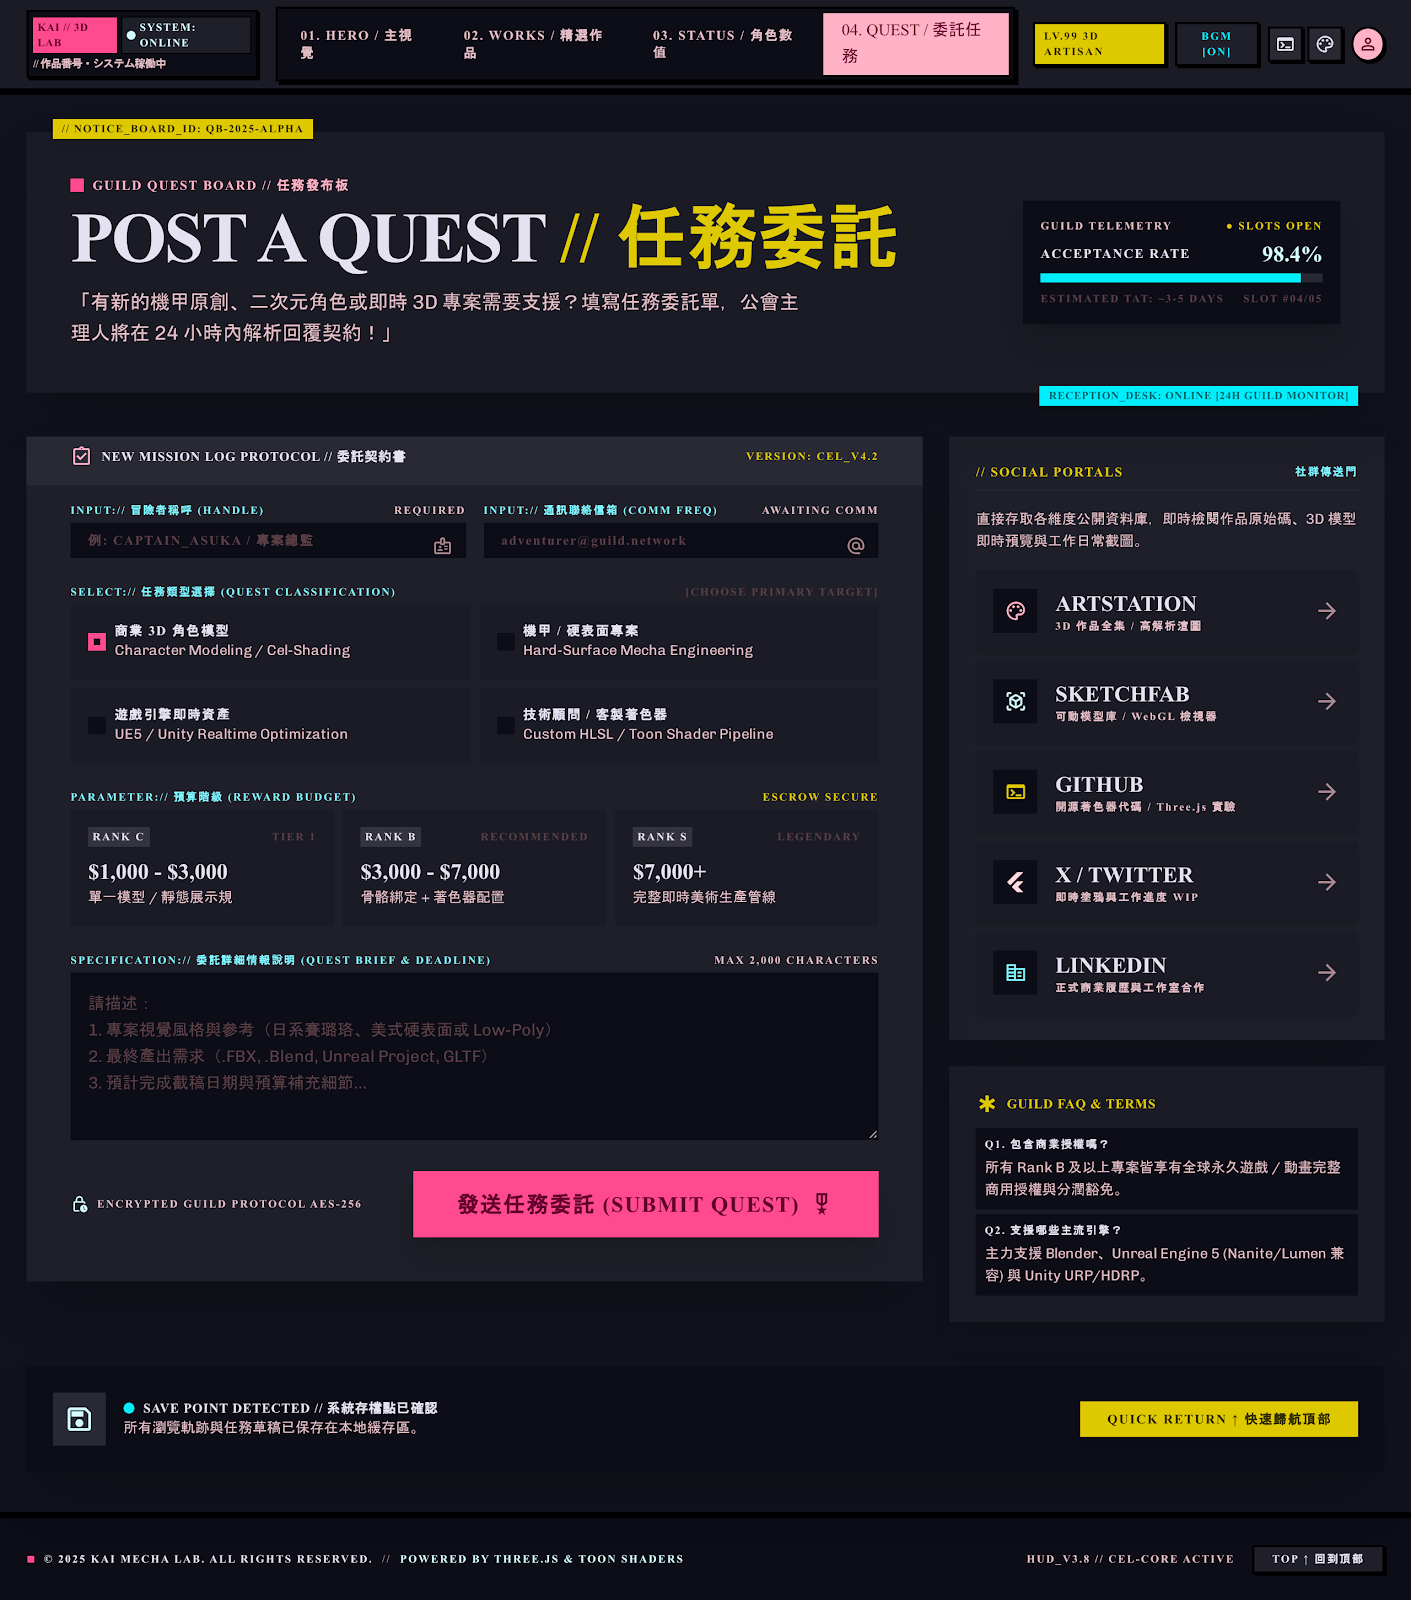 KAI // 3D
LAB
SYSTEM:
ONLINE
// 作品番号・システム稼働中
01. HERO / 主視
覺
02. WORKS / 精選作
品
03. STATUS / 角色數
值
04. QUEST / 委託任
務
LV.99 3D
ARTISAN
BGM
[ON]
// NOTICE_BOARD_ID: QB-2025-ALPHA
GUILD QUEST BOARD // 任務發布板
POST A QUEST // 任務委託
「有新的機甲原創、二次元角色或即時 3D 專案需要支援？填寫任務委託單，公會主
理人將在 24 小時內解析回覆契約！」
GUILD TELEMETRY
● SLOTS OPEN
ACCEPTANCE RATE
98.4%
ESTIMATED TAT: ~3-5 DAYS
SLOT #04/05
RECEPTION_DESK: ONLINE [24H GUILD MONITOR]
NEW MISSION LOG PROTOCOL // 委託契約書
VERSION: CEL_V4.2
INPUT:// 冒險者稱呼 (HANDLE)
REQUIRED
例: CAPTAIN_ASUKA / 專案總監
INPUT:// 通訊聯絡信箱 (COMM FREQ)
AWAITING COMM
adventurer@guild.network
SELECT:// 任務類型選擇 (QUEST CLASSIFICATION)
[CHOOSE PRIMARY TARGET]
商業 3D 角色模型
Character Modeling / Cel-Shading
機甲 / 硬表面專案
Hard-Surface Mecha Engineering
遊戲引擎即時資產
UE5 / Unity Realtime Optimization
技術顧問 / 客製著色器
Custom HLSL / Toon Shader Pipeline
PARAMETER:// 預算階級 (REWARD BUDGET)
ESCROW SECURE
RANK C
TIER 1
$1,000 - $3,000
單一模型 / 靜態展示規
RANK B
RECOMMENDED
$3,000 - $7,000
骨骼綁定 + 著色器配置
RANK S
LEGENDARY
$7,000+
完整即時美術生產管線
SPECIFICATION:// 委託詳細情報說明 (QUEST BRIEF & DEADLINE)
MAX 2,000 CHARACTERS
請描述：
1. 專案視覺風格與參考（日系賽璐珞、美式硬表面或 Low-Poly）
2. 最終產出需求（.FBX, .Blend, Unreal Project, GLTF）
3. 預計完成截稿日期與預算補充細節...
ENCRYPTED GUILD PROTOCOL AES-256
發送任務委託 (SUBMIT QUEST)
// SOCIAL PORTALS
社群傳送門
直接存取各維度公開資料庫，即時檢閱作品原始碼、3D 模型
即時預覽與工作日常截圖。
ARTSTATION
3D 作品全集 / 高解析渲圖
SKETCHFAB
可動模型庫 / WebGL 檢視器
GITHUB
開源著色器代碼 / Three.js 實驗
X / TWITTER
即時塗鴉與工作進度 WIP
LINKEDIN
正式商業履歷與工作室合作
GUILD FAQ & TERMS
Q1. 包含商業授權嗎？
所有 Rank B 及以上專案皆享有全球永久遊戲 / 動畫完整
商用授權與分潤豁免。
Q2. 支援哪些主流引擎？
主力支援 Blender、Unreal Engine 5 (Nanite/Lumen 兼
容) 與 Unity URP/HDRP。
SAVE POINT DETECTED // 系統存檔點已確認
所有瀏覽軌跡與任務草稿已保存在本地緩存區。
QUICK RETURN ↑ 快速歸航頂部
© 2025 KAI MECHA LAB. ALL RIGHTS RESERVED. // POWERED BY THREE.JS & TOON SHADERS
HUD_V3.8 // CEL-CORE ACTIVE
TOP ↑ 回到頂部